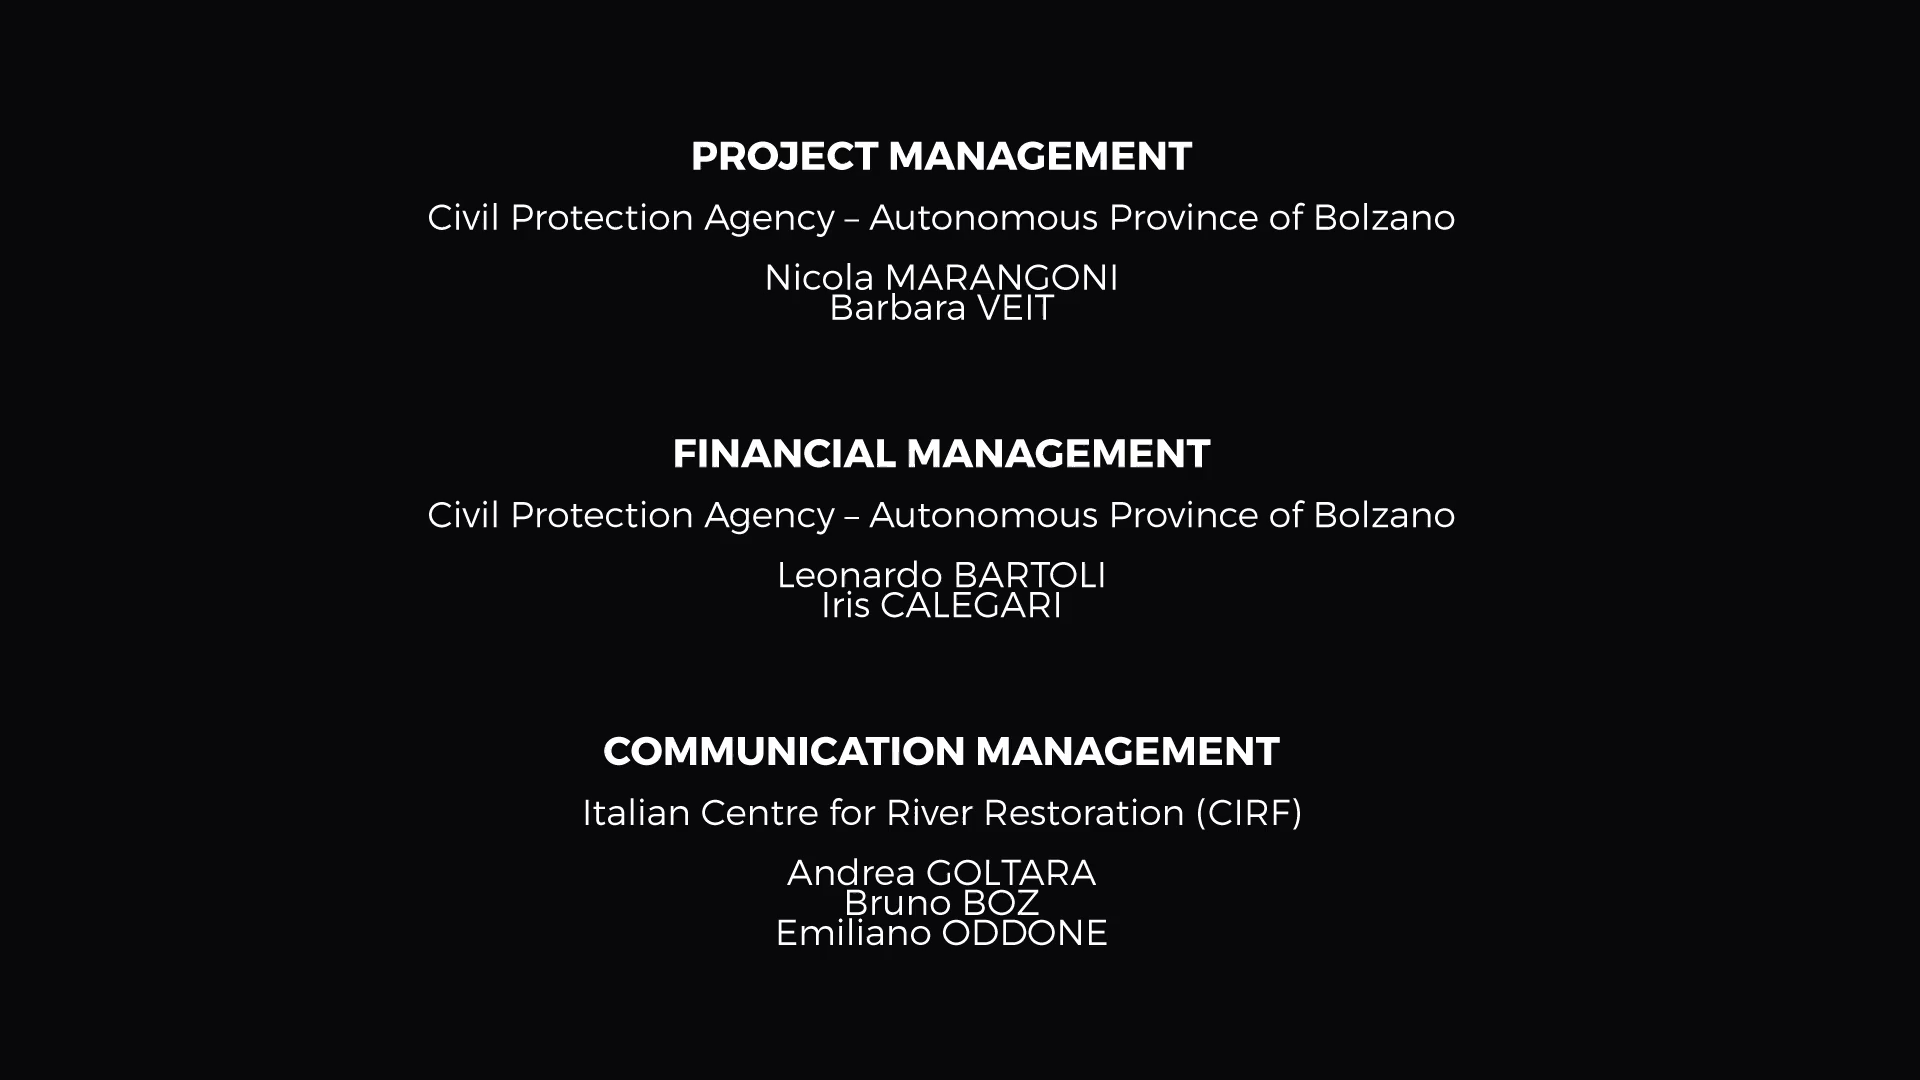 PROJECT MANAGEMENT
Civil Protection Agency – Autonomous Province of Bolzano
Nicola MARANGONI
Barbara VEIT
FINANCIAL MANAGEMENT
Civil Protection Agency – Autonomous Province of Bolzano
Leonardo BARTOLI
Iris CALEGARI
COMMUNICATION MANAGEMENT
Italian Centre for River Restoration (CIRF)
Andrea GOLTARA
Bruno BOZ
Emiliano ODDONE